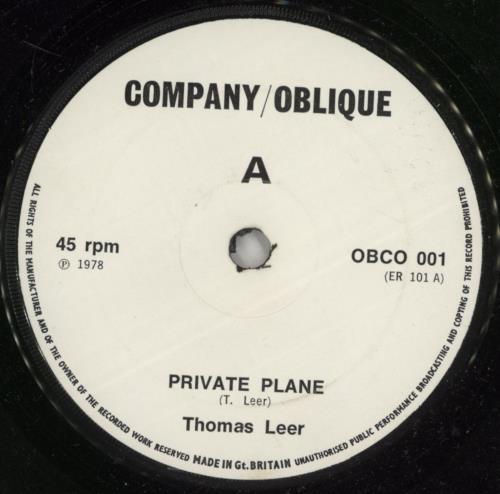 COMPANY/OBLIQUE
A
45 rpm
Ⓟ 1978
OBCO 001
(ER 101 A)
PRIVATE PLANE
(T. Leer)
Thomas Leer
ALL RIGHTS OF THE MANUFACTURER AND OF THE OWNER OF THE RECORDED WORK RESERVED MADE IN Gt. BRITAIN UNAUTHORISED PUBLIC PERFORMANCE BROADCASTING AND COPYING OF THIS RECORD PROHIBITED